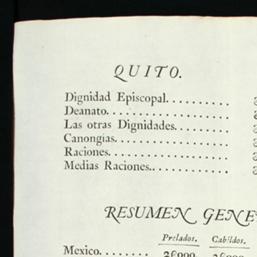 QUITO.
Dignidad Episcopal..........
Deanato....................
Las otras Dignidades.........
Canongias..................
Raciones...................
Medias Raciones.............
RESUMEN GENE
Prelados. Cabildos.
Mexico........